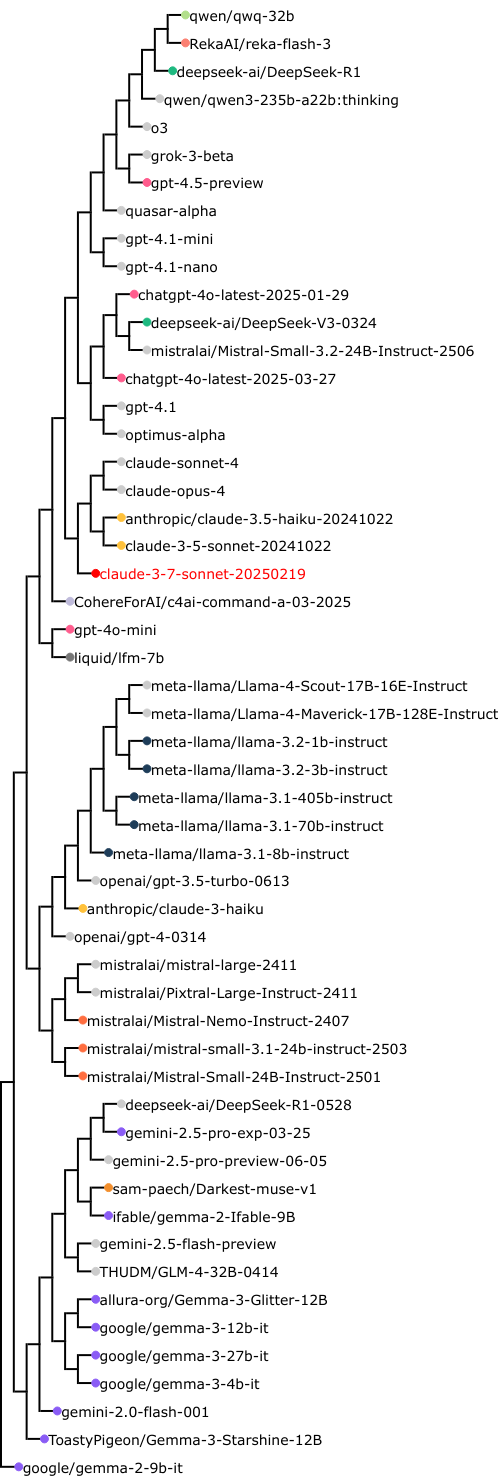 qwen/qwq-32b
RekaAI/reka-flash-3
deepseek-ai/DeepSeek-R1
qwen/qwen3-235b-a22b:thinking
o3
grok-3-beta
gpt-4.5-preview
quasar-alpha
gpt-4.1-mini
gpt-4.1-nano
chatgpt-4o-latest-2025-01-29
deepseek-ai/DeepSeek-V3-0324
mistralai/Mistral-Small-3.2-24B-Instruct-2506
chatgpt-4o-latest-2025-03-27
gpt-4.1
optimus-alpha
claude-sonnet-4
claude-opus-4
anthropic/claude-3.5-haiku-20241022
claude-3-5-sonnet-20241022
claude-3-7-sonnet-20250219
CohereForAI/c4ai-command-a-03-2025
gpt-4o-mini
liquid/lfm-7b
meta-llama/Llama-4-Scout-17B-16E-Instruct
meta-llama/Llama-4-Maverick-17B-128E-Instruct
meta-llama/llama-3.2-1b-instruct
meta-llama/llama-3.2-3b-instruct
meta-llama/llama-3.1-405b-instruct
meta-llama/llama-3.1-70b-instruct
meta-llama/llama-3.1-8b-instruct
openai/gpt-3.5-turbo-0613
anthropic/claude-3-haiku
openai/gpt-4-0314
mistralai/mistral-large-2411
mistralai/Pixtral-Large-Instruct-2411
mistralai/Mistral-Nemo-Instruct-2407
mistralai/mistral-small-3.1-24b-instruct-2503
mistralai/Mistral-Small-24B-Instruct-2501
deepseek-ai/DeepSeek-R1-0528
gemini-2.5-pro-exp-03-25
gemini-2.5-pro-preview-06-05
sam-paech/Darkest-muse-v1
ifable/gemma-2-Ifable-9B
gemini-2.5-flash-preview
THUDM/GLM-4-32B-0414
allura-org/Gemma-3-Glitter-12B
google/gemma-3-12b-it
google/gemma-3-27b-it
google/gemma-3-4b-it
gemini-2.0-flash-001
ToastyPigeon/Gemma-3-Starshine-12B
google/gemma-2-9b-it